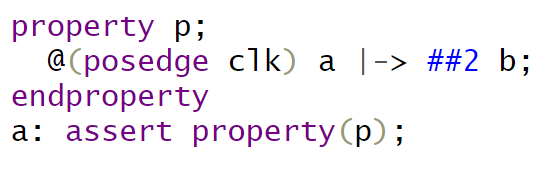 property p;
  @(posedge clk) a |-> ##2 b;
endproperty
a: assert property(p);